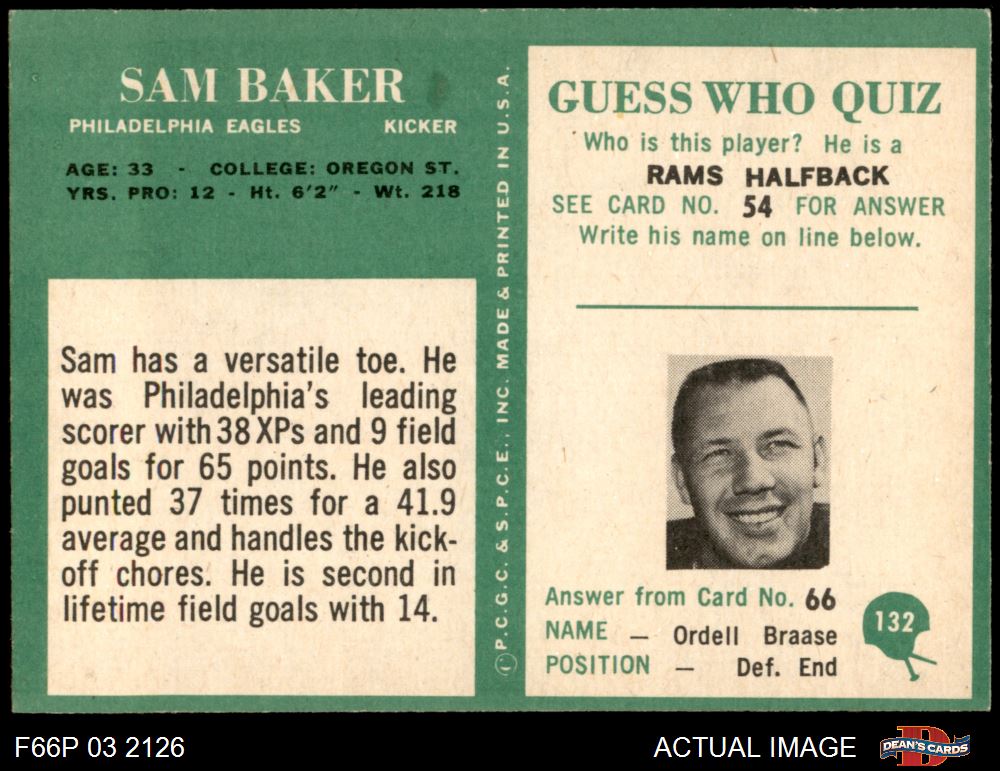 SAM BAKER
PHILADELPHIA EAGLES KICKER
AGE: 33 - COLLEGE: OREGON ST.
YRS. PRO: 12 - Ht. 6'2" - Wt. 218
Sam has a versatile toe. He
was Philadelphia's leading
scorer with 38 XPs and 9 field
goals for 65 points. He also
punted 37 times for a 41.9
average and handles the kick-
off chores. He is second in
lifetime field goals with 14.
Ⓒ P.C.G.C. & S.P.C.E., INC. MADE & PRINTED IN U.S.A.
GUESS WHO QUIZ
Who is this player? He is a
RAMS HALFBACK
SEE CARD NO. 54 FOR ANSWER
Write his name on line below.
Answer from Card No. 66
NAME — Ordell Braase
POSITION — Def. End
132
F66P 03 2126
ACTUAL IMAGE
DEAN'S CARDS